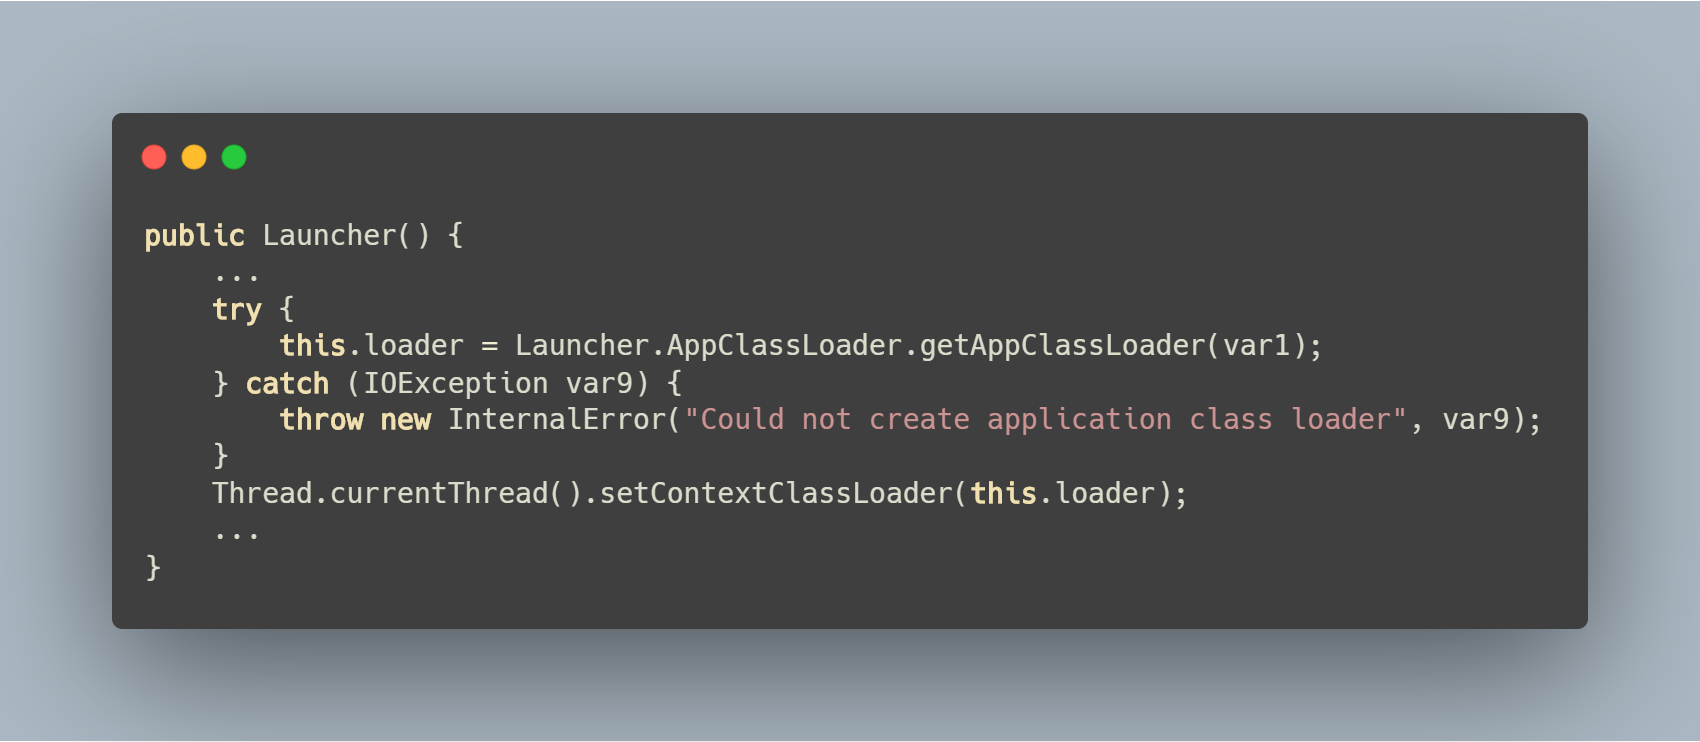 public Launcher() {
    ...
    try {
        this.loader = Launcher.AppClassLoader.getAppClassLoader(var1);
    } catch (IOException var9) {
        throw new InternalError("Could not create application class loader", var9);
    }
    Thread.currentThread().setContextClassLoader(this.loader);
    ...
}